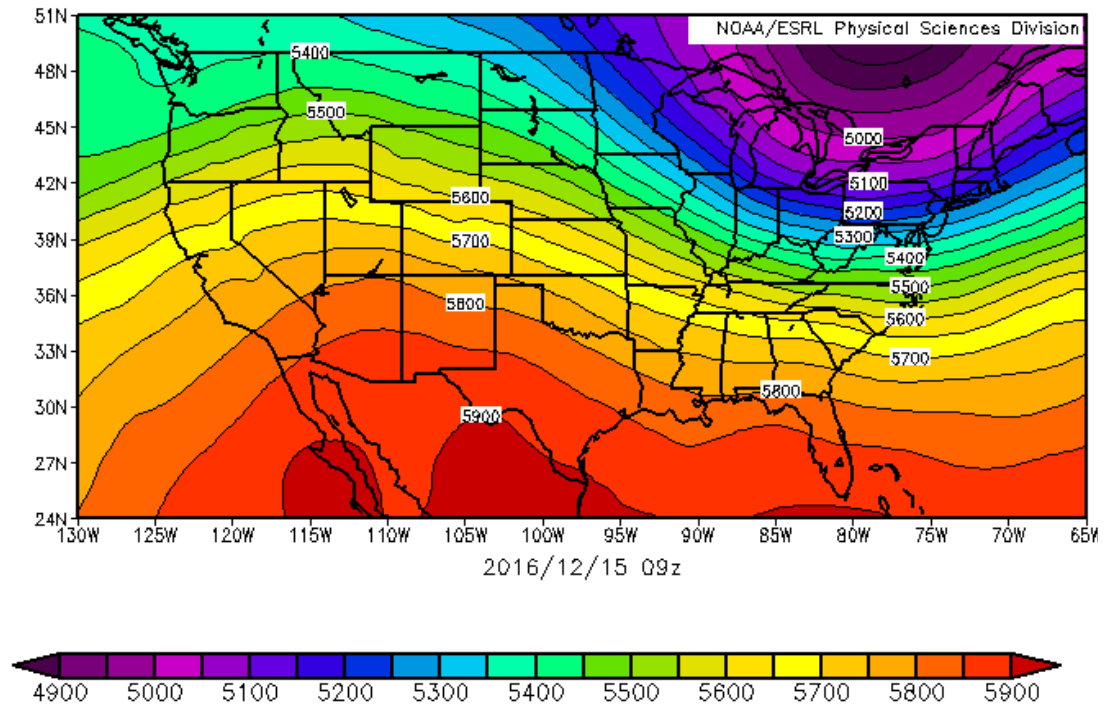 51N
NOAA/ESRL Physical Sciences Division
48N
5400
45N
5500
5000
42N
5100
5600
5200
39N
5700
5300
5400
36N
5800
5500
5600
33N
5700
30N
5900
5800
27N
24N
130W 125W 120W 115W 110W 105W 100W 95W 90W 85W 80W 75W 70W 65W
2016/12/15 09z
4900 5000 5100 5200 5300 5400 5500 5600 5700 5800 5900